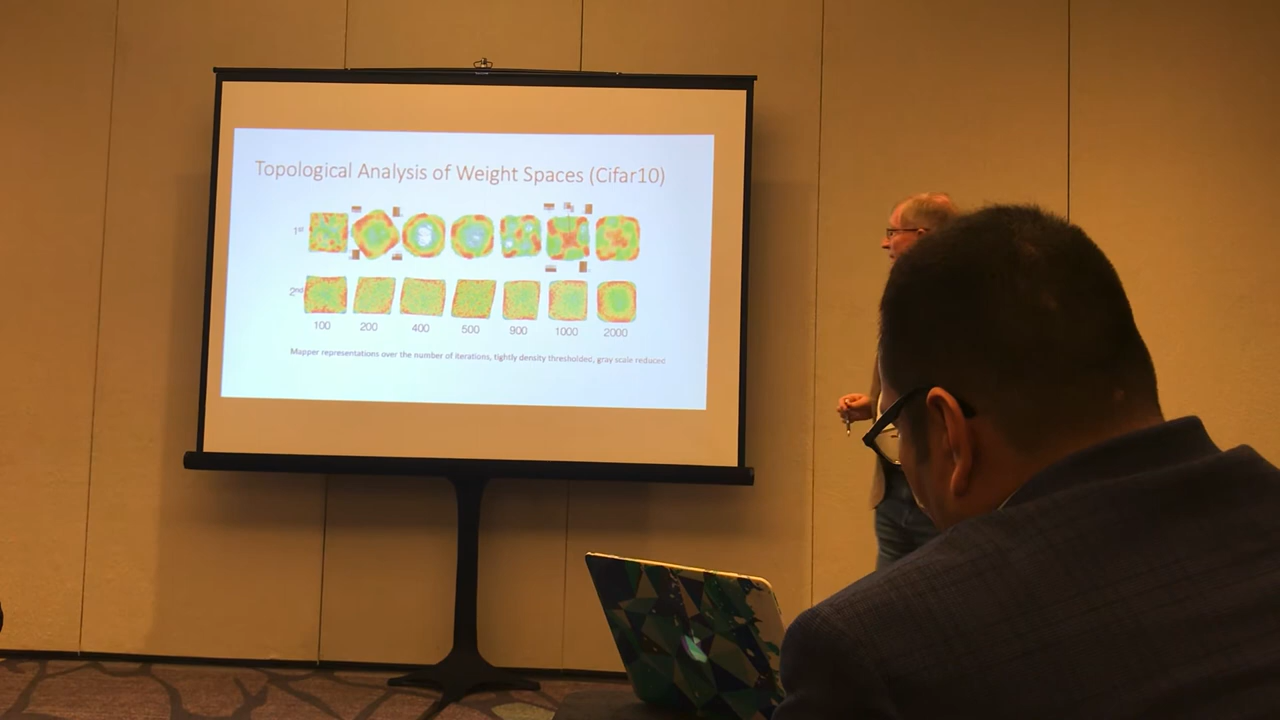 Topological Analysis of Weight Spaces (Cifar10)
1st
2nd
100 200 400 500 900 1000 2000
Mapper representations over the number of iterations, tightly density thresholded, gray scale reduced